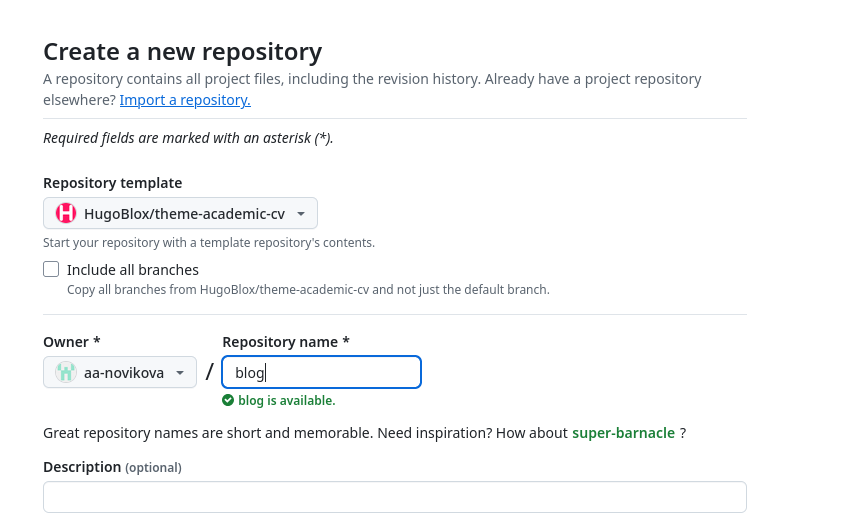 Create a new repository
A repository contains all project files, including the revision history. Already have a project repository
elsewhere? Import a repository.
Required fields are marked with an asterisk (*).
Repository template
HugoBlox/theme-academic-cv
Start your repository with a template repository's contents.
Include all branches
Copy all branches from HugoBlox/theme-academic-cv and not just the default branch.
Owner * Repository name *
aa-novikova / blog
blog is available.
Great repository names are short and memorable. Need inspiration? How about super-barnacle ?
Description (optional)